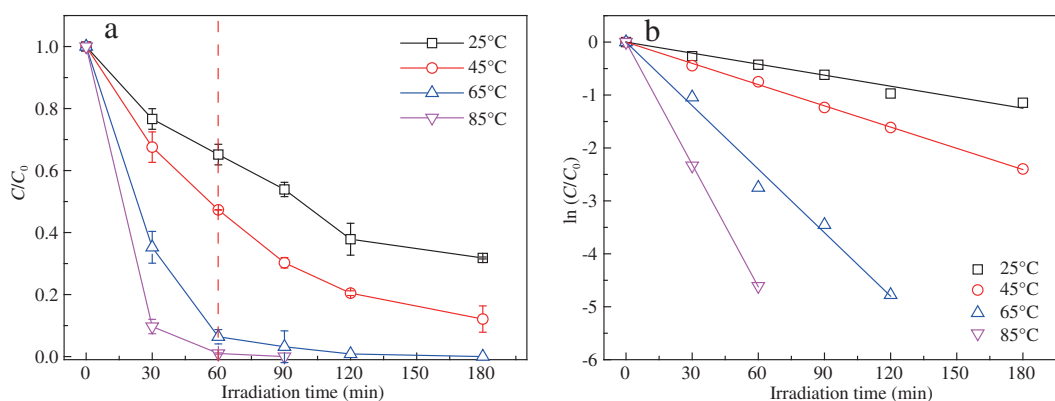 a
1.0
0.8
0.6
0.4
0.2
0.0
C/C₀
0
30
60
90
120
150
180
Irradiation time (min)
25°C
45°C
65°C
85°C
b
0
-1
-2
-3
-4
-5
-6
ln (C/C₀)
0
30
60
90
120
150
180
Irradiation time (min)
25°C
45°C
65°C
85°C